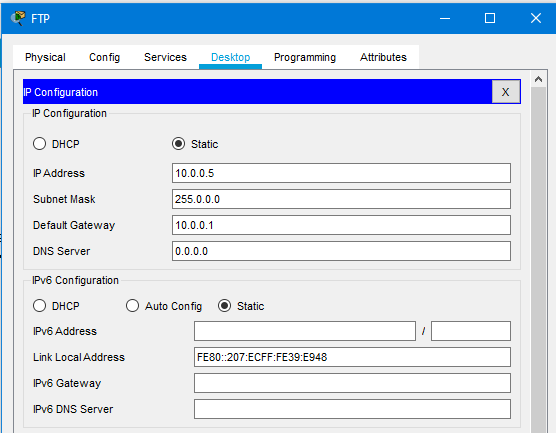 FTP
Physical Config Services Desktop Programming Attributes
IP Configuration X
IP Configuration
DHCP Static
IP Address 10.0.0.5
Subnet Mask 255.0.0.0
Default Gateway 10.0.0.1
DNS Server 0.0.0.0
IPv6 Configuration
DHCP Auto Config Static
IPv6 Address /
Link Local Address FE80::207:ECFF:FE39:E948
IPv6 Gateway
IPv6 DNS Server